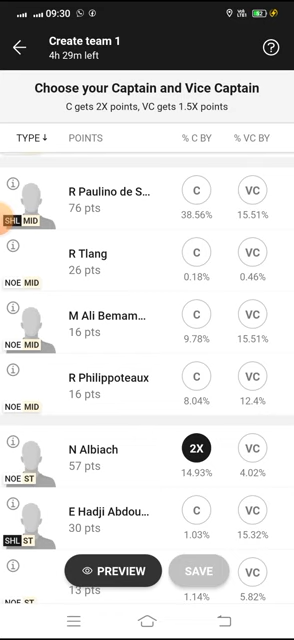 09:30
Create team 1
4h 29m left
Choose your Captain and Vice Captain
C gets 2X points, VC gets 1.5X points
TYPE↓ POINTS % C BY % VC BY
R Paulino de S...
76 pts
C VC
38.56% 15.51%
SHL MID
R Tlang
26 pts
C VC
0.18% 0.46%
NOE MID
M Ali Bemam...
16 pts
C VC
9.78% 15.51%
NOE MID
R Philippoteaux
16 pts
C VC
8.04% 12.4%
NOE MID
N Albiach
57 pts
2X VC
14.93% 4.02%
NOE ST
E Hadji Abdou...
30 pts
C VC
1.03% 15.32%
SHL ST
PREVIEW SAVE VC
13 pts
1.14% 5.82%
NOE ST